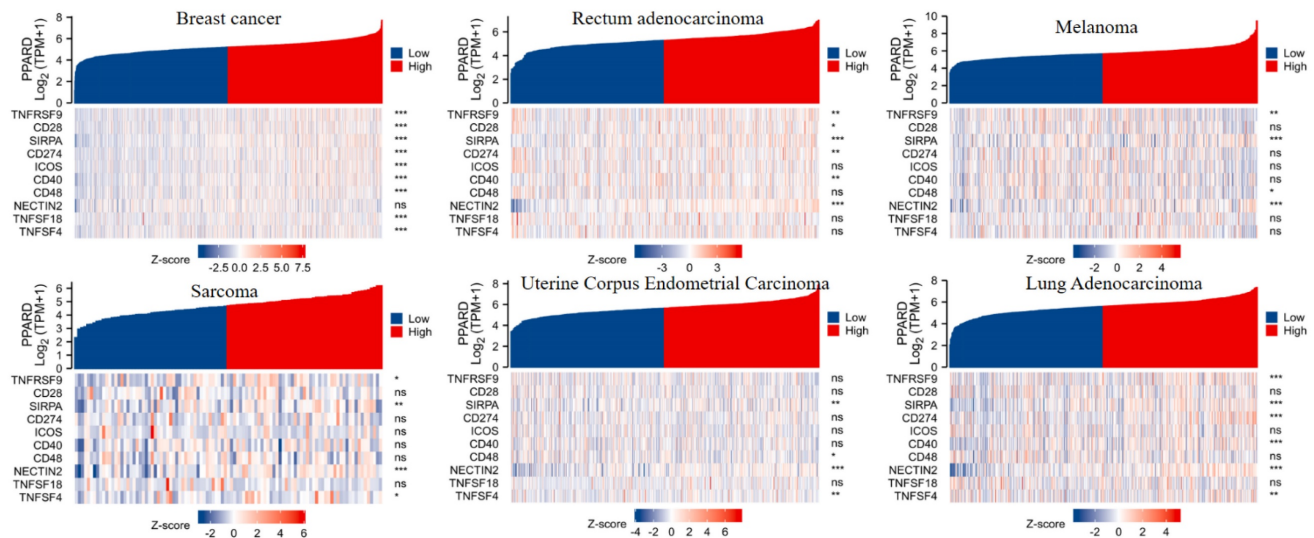 Breast cancer
PPARD
Log2 (TPM+1)
8
6
4
2
0
Low
High
TNFRSF9 ***
CD28 ***
SIRPA ***
CD274 ***
ICOS ***
CD40 ***
CD48 ***
NECTIN2 ns
TNFSF18 ***
TNFSF4 ***
Z-score
-2.5 0.0 2.5 5.0 7.5
Rectum adenocarcinoma
PPARD
Log2 (TPM+1)
6
4
2
0
Low
High
TNFRSF9 **
CD28 *
SIRPA ***
CD274 **
ICOS ns
CD40 **
CD48 ns
NECTIN2 ***
TNFSF18 ns
TNFSF4 ns
Z-score
-3 0 3
Melanoma
PPARD
Log2 (TPM+1)
10
8
6
4
2
0
Low
High
TNFRSF9 **
CD28 ns
SIRPA ***
CD274 ns
ICOS ns
CD40 ns
CD48 *
NECTIN2 ***
TNFSF18 ns
TNFSF4 ns
Z-score
-2 0 2 4
Sarcoma
PPARD
Log2 (TPM+1)
6
5
4
3
2
1
0
Low
High
TNFRSF9 *
CD28 ns
SIRPA **
CD274 ns
ICOS ns
CD40 ns
CD48 ns
NECTIN2 ***
TNFSF18 ns
TNFSF4 *
Z-score
-2 0 2 4 6
Uterine Corpus Endometrial Carcinoma
PPARD
Log2 (TPM+1)
8
6
4
2
0
Low
High
TNFRSF9 ns
CD28 ns
SIRPA **
CD274 ns
ICOS ns
CD40 ns
CD48 *
NECTIN2 ***
TNFSF18 ns
TNFSF4 **
Z-score
-4 -2 0 2 4 6
Lung Adenocarcinoma
PPARD
Log2 (TPM+1)
8
6
4
2
0
Low
High
TNFRSF9 ***
CD28 ns
SIRPA ***
CD274 ***
ICOS ns
CD40 ***
CD48 ns
NECTIN2 ***
TNFSF18 ns
TNFSF4 **
Z-score
-2 0 2 4